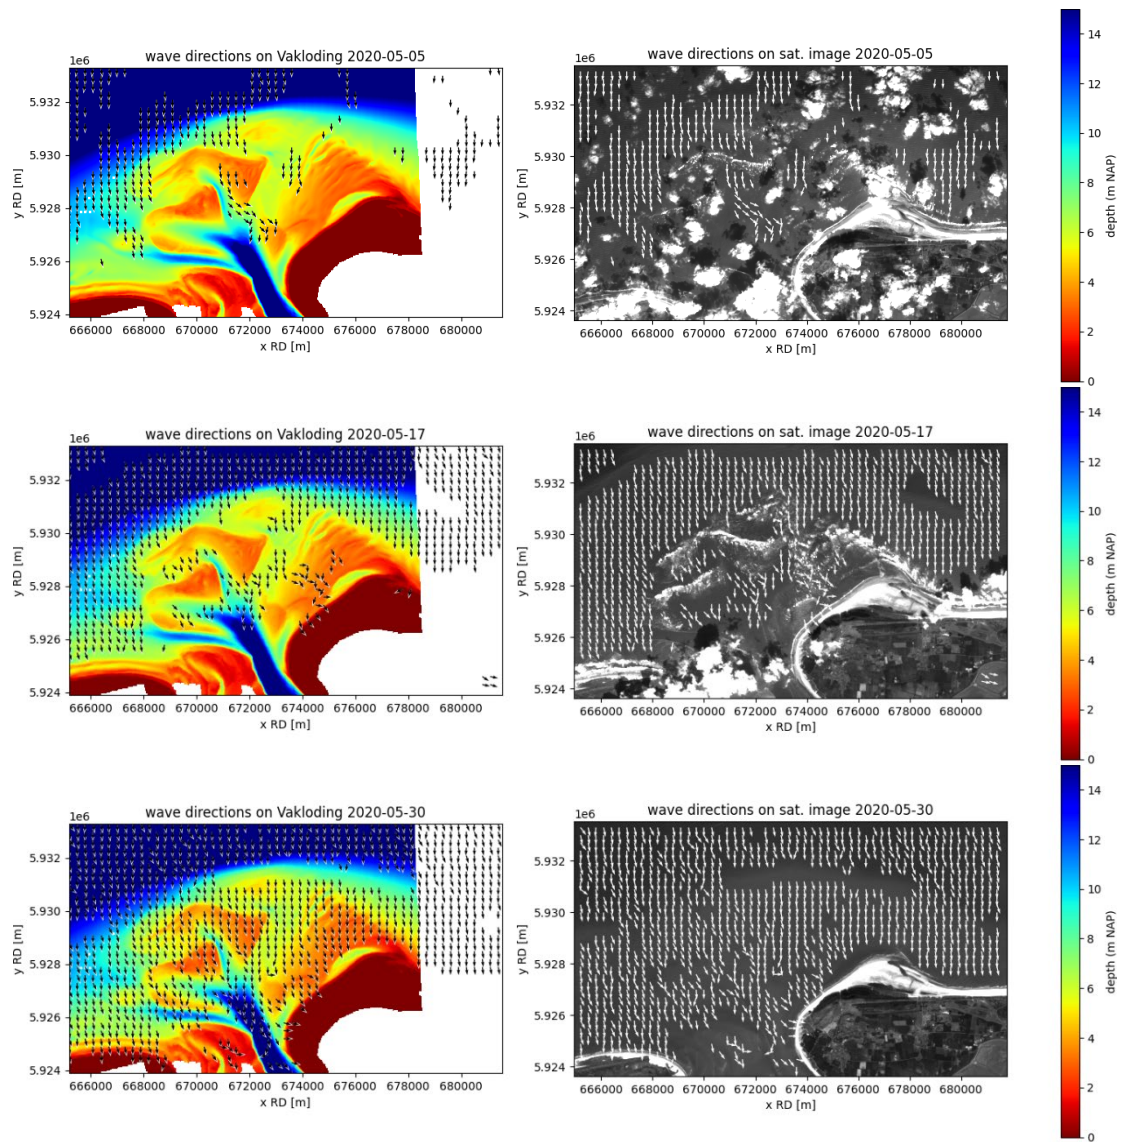 wave directions on Vakloding 2020-05-05
1e6
5.932
5.930
5.928
5.926
5.924
y RD [m]
666000 668000 670000 672000 674000 676000 678000 680000
x RD [m]
wave directions on sat. image 2020-05-05
1e6
5.932
5.930
5.928
5.926
5.924
y RD [m]
666000 668000 670000 672000 674000 676000 678000 680000
x RD [m]
14
12
10
8
6
4
2
0
depth (m NAP)
wave directions on Vakloding 2020-05-17
1e6
5.932
5.930
5.928
5.926
5.924
y RD [m]
666000 668000 670000 672000 674000 676000 678000 680000
x RD [m]
wave directions on sat. image 2020-05-17
1e6
5.932
5.930
5.928
5.926
5.924
y RD [m]
666000 668000 670000 672000 674000 676000 678000 680000
x RD [m]
14
12
10
8
6
4
2
0
depth (m NAP)
wave directions on Vakloding 2020-05-30
1e6
5.932
5.930
5.928
5.926
5.924
y RD [m]
666000 668000 670000 672000 674000 676000 678000 680000
x RD [m]
wave directions on sat. image 2020-05-30
1e6
5.932
5.930
5.928
5.926
5.924
y RD [m]
666000 668000 670000 672000 674000 676000 678000 680000
x RD [m]
14
12
10
8
6
4
2
0
depth (m NAP)